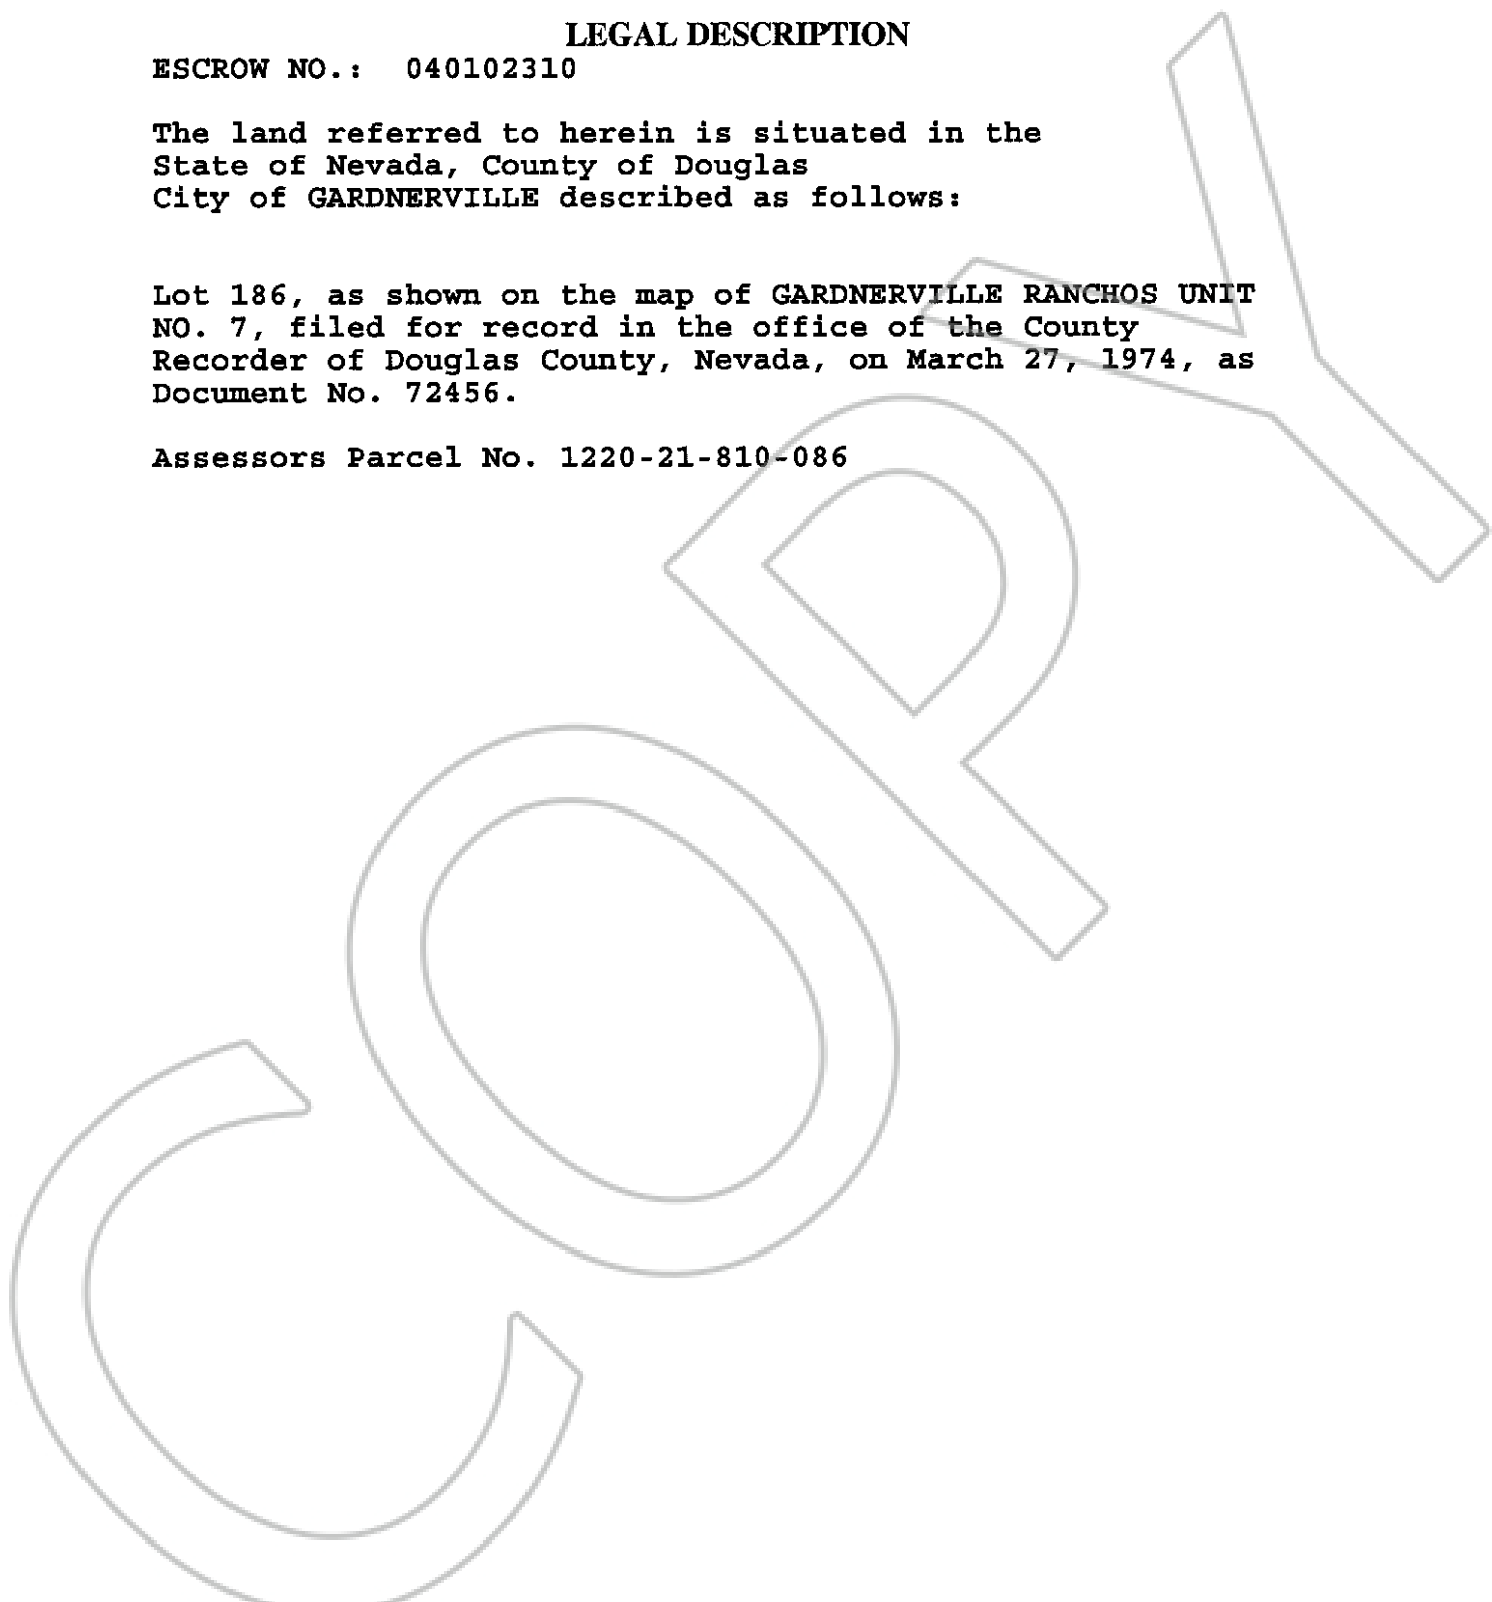 LEGAL DESCRIPTION
ESCROW NO.: 040102310
The land referred to herein is situated in the
State of Nevada, County of Douglas
City of GARDNERVILLE described as follows:
Lot 186, as shown on the map of GARDNERVILLE RANCHOS UNIT
NO. 7, filed for record in the office of the County
Recorder of Douglas County, Nevada, on March 27, 1974, as
Document No. 72456.
Assessors Parcel No. 1220-21-810-086
COPY